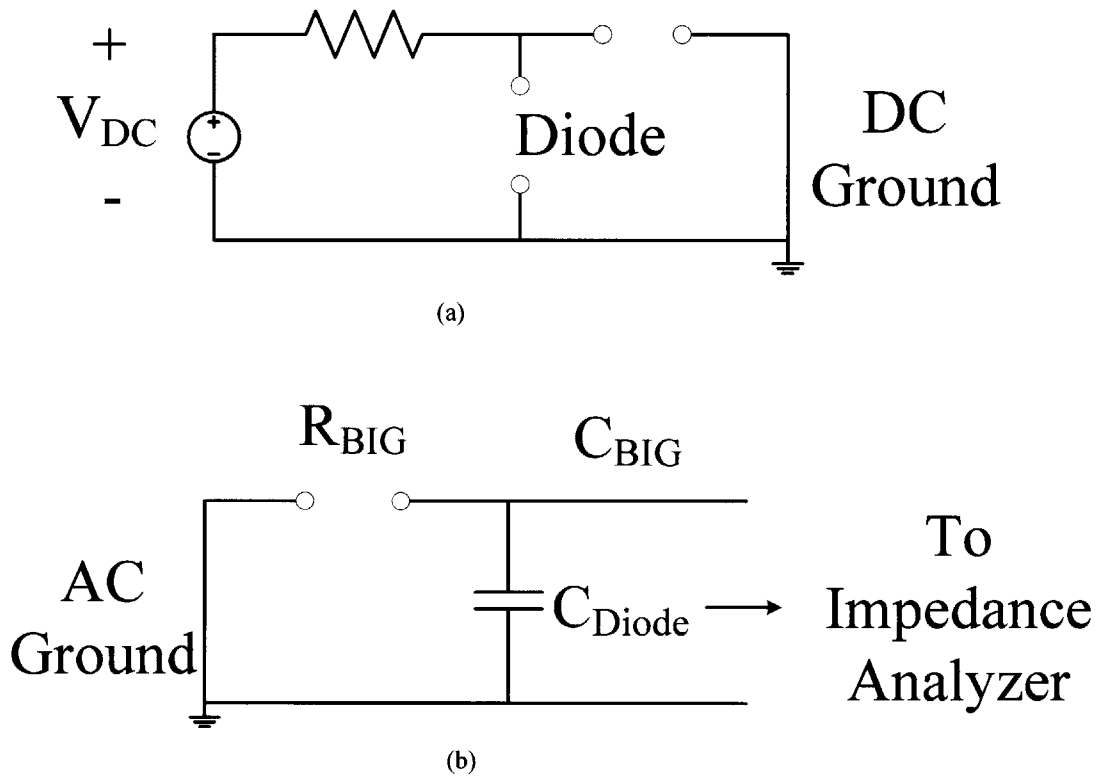 +
V_DC
+
-
-
Diode
DC
Ground
(a)
R_BIG
C_BIG
AC
Ground
C_Diode
To
Impedance
Analyzer
(b)